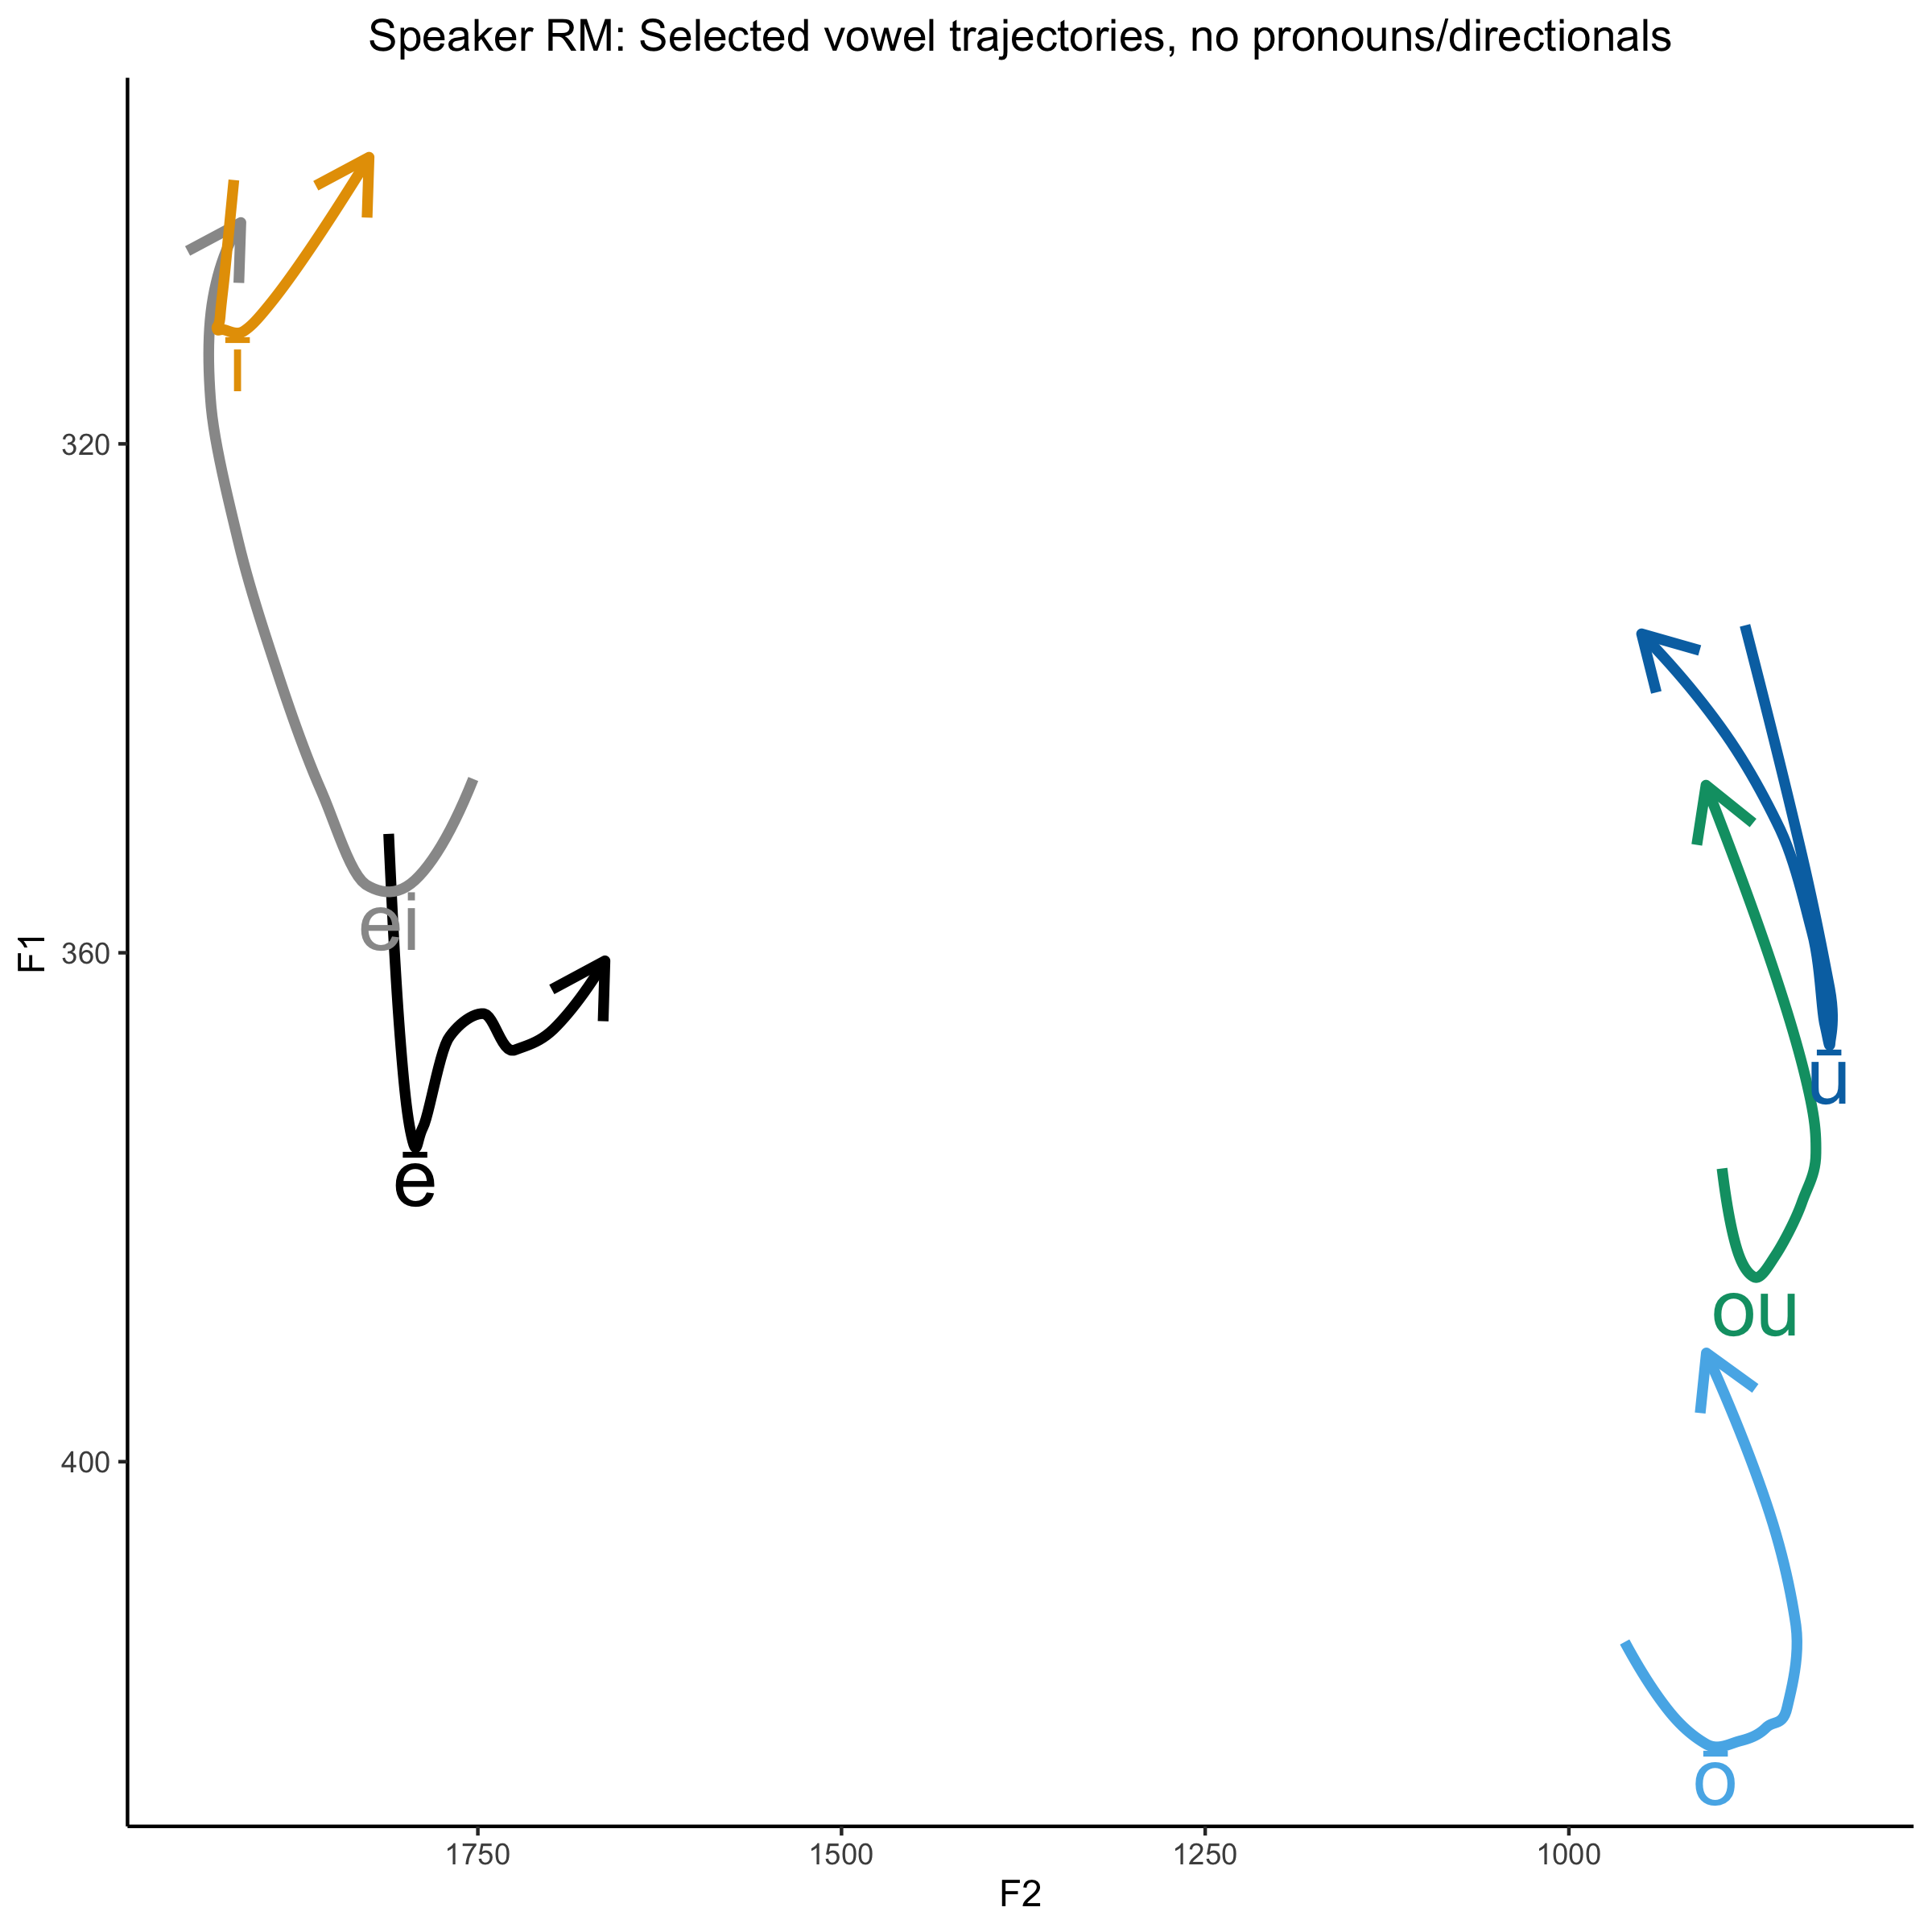 Speaker RM: Selected vowel trajectories, no pronouns/directionals
ī
320
ei
F1
360
ū
ē
ou
400
ō
1750
1500
1250
1000
F2